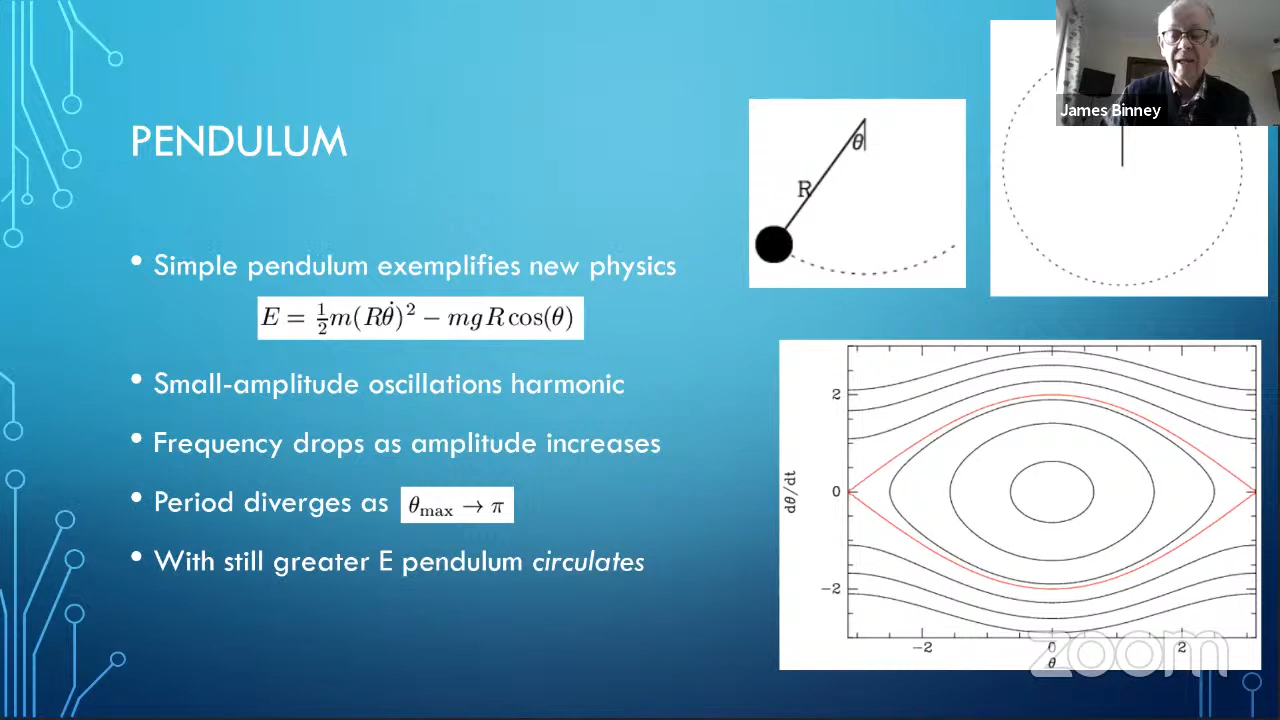 PENDULUM
• Simple pendulum exemplifies new physics
E = ½m(Rθ̇)² − mgR cos(θ)
• Small-amplitude oscillations harmonic
• Frequency drops as amplitude increases
• Period diverges as θmax → π
• With still greater E pendulum circulates
θ
R
James Binney
dθ/dt
2
0
−2
−2
0
2
θ
zoom